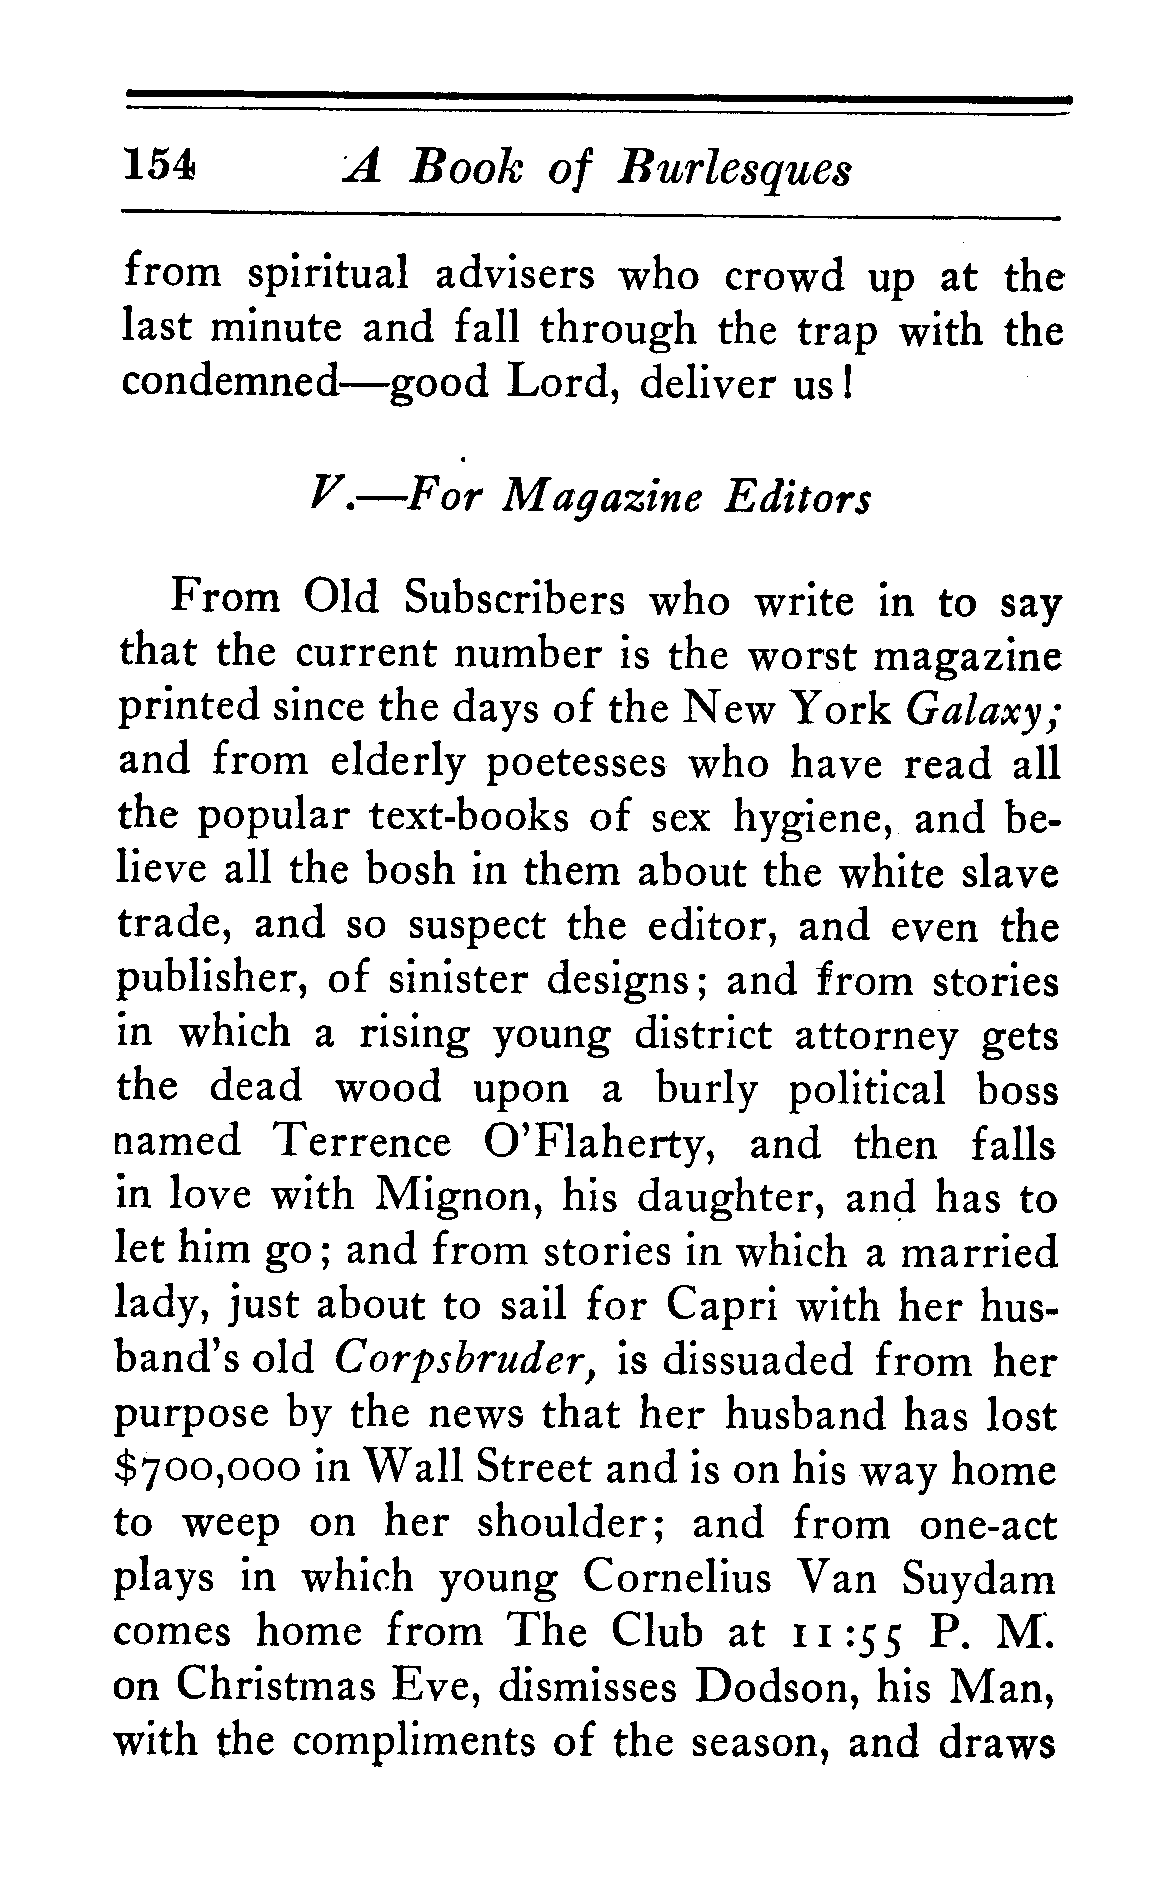 154 A Book of Burlesques
from spiritual advisers who crowd up at the
last minute and fall through the trap with the
condemned—good Lord, deliver us!
V.—For Magazine Editors
From Old Subscribers who write in to say
that the current number is the worst magazine
printed since the days of the New York Galaxy;
and from elderly poetesses who have read all
the popular text-books of sex hygiene, and be-
lieve all the bosh in them about the white slave
trade, and so suspect the editor, and even the
publisher, of sinister designs; and from stories
in which a rising young district attorney gets
the dead wood upon a burly political boss
named Terrence O'Flaherty, and then falls
in love with Mignon, his daughter, and has to
let him go; and from stories in which a married
lady, just about to sail for Capri with her hus-
band's old Corpsbruder, is dissuaded from her
purpose by the news that her husband has lost
$700,000 in Wall Street and is on his way home
to weep on her shoulder; and from one-act
plays in which young Cornelius Van Suydam
comes home from The Club at 11:55 P. M.
on Christmas Eve, dismisses Dodson, his Man,
with the compliments of the season, and draws